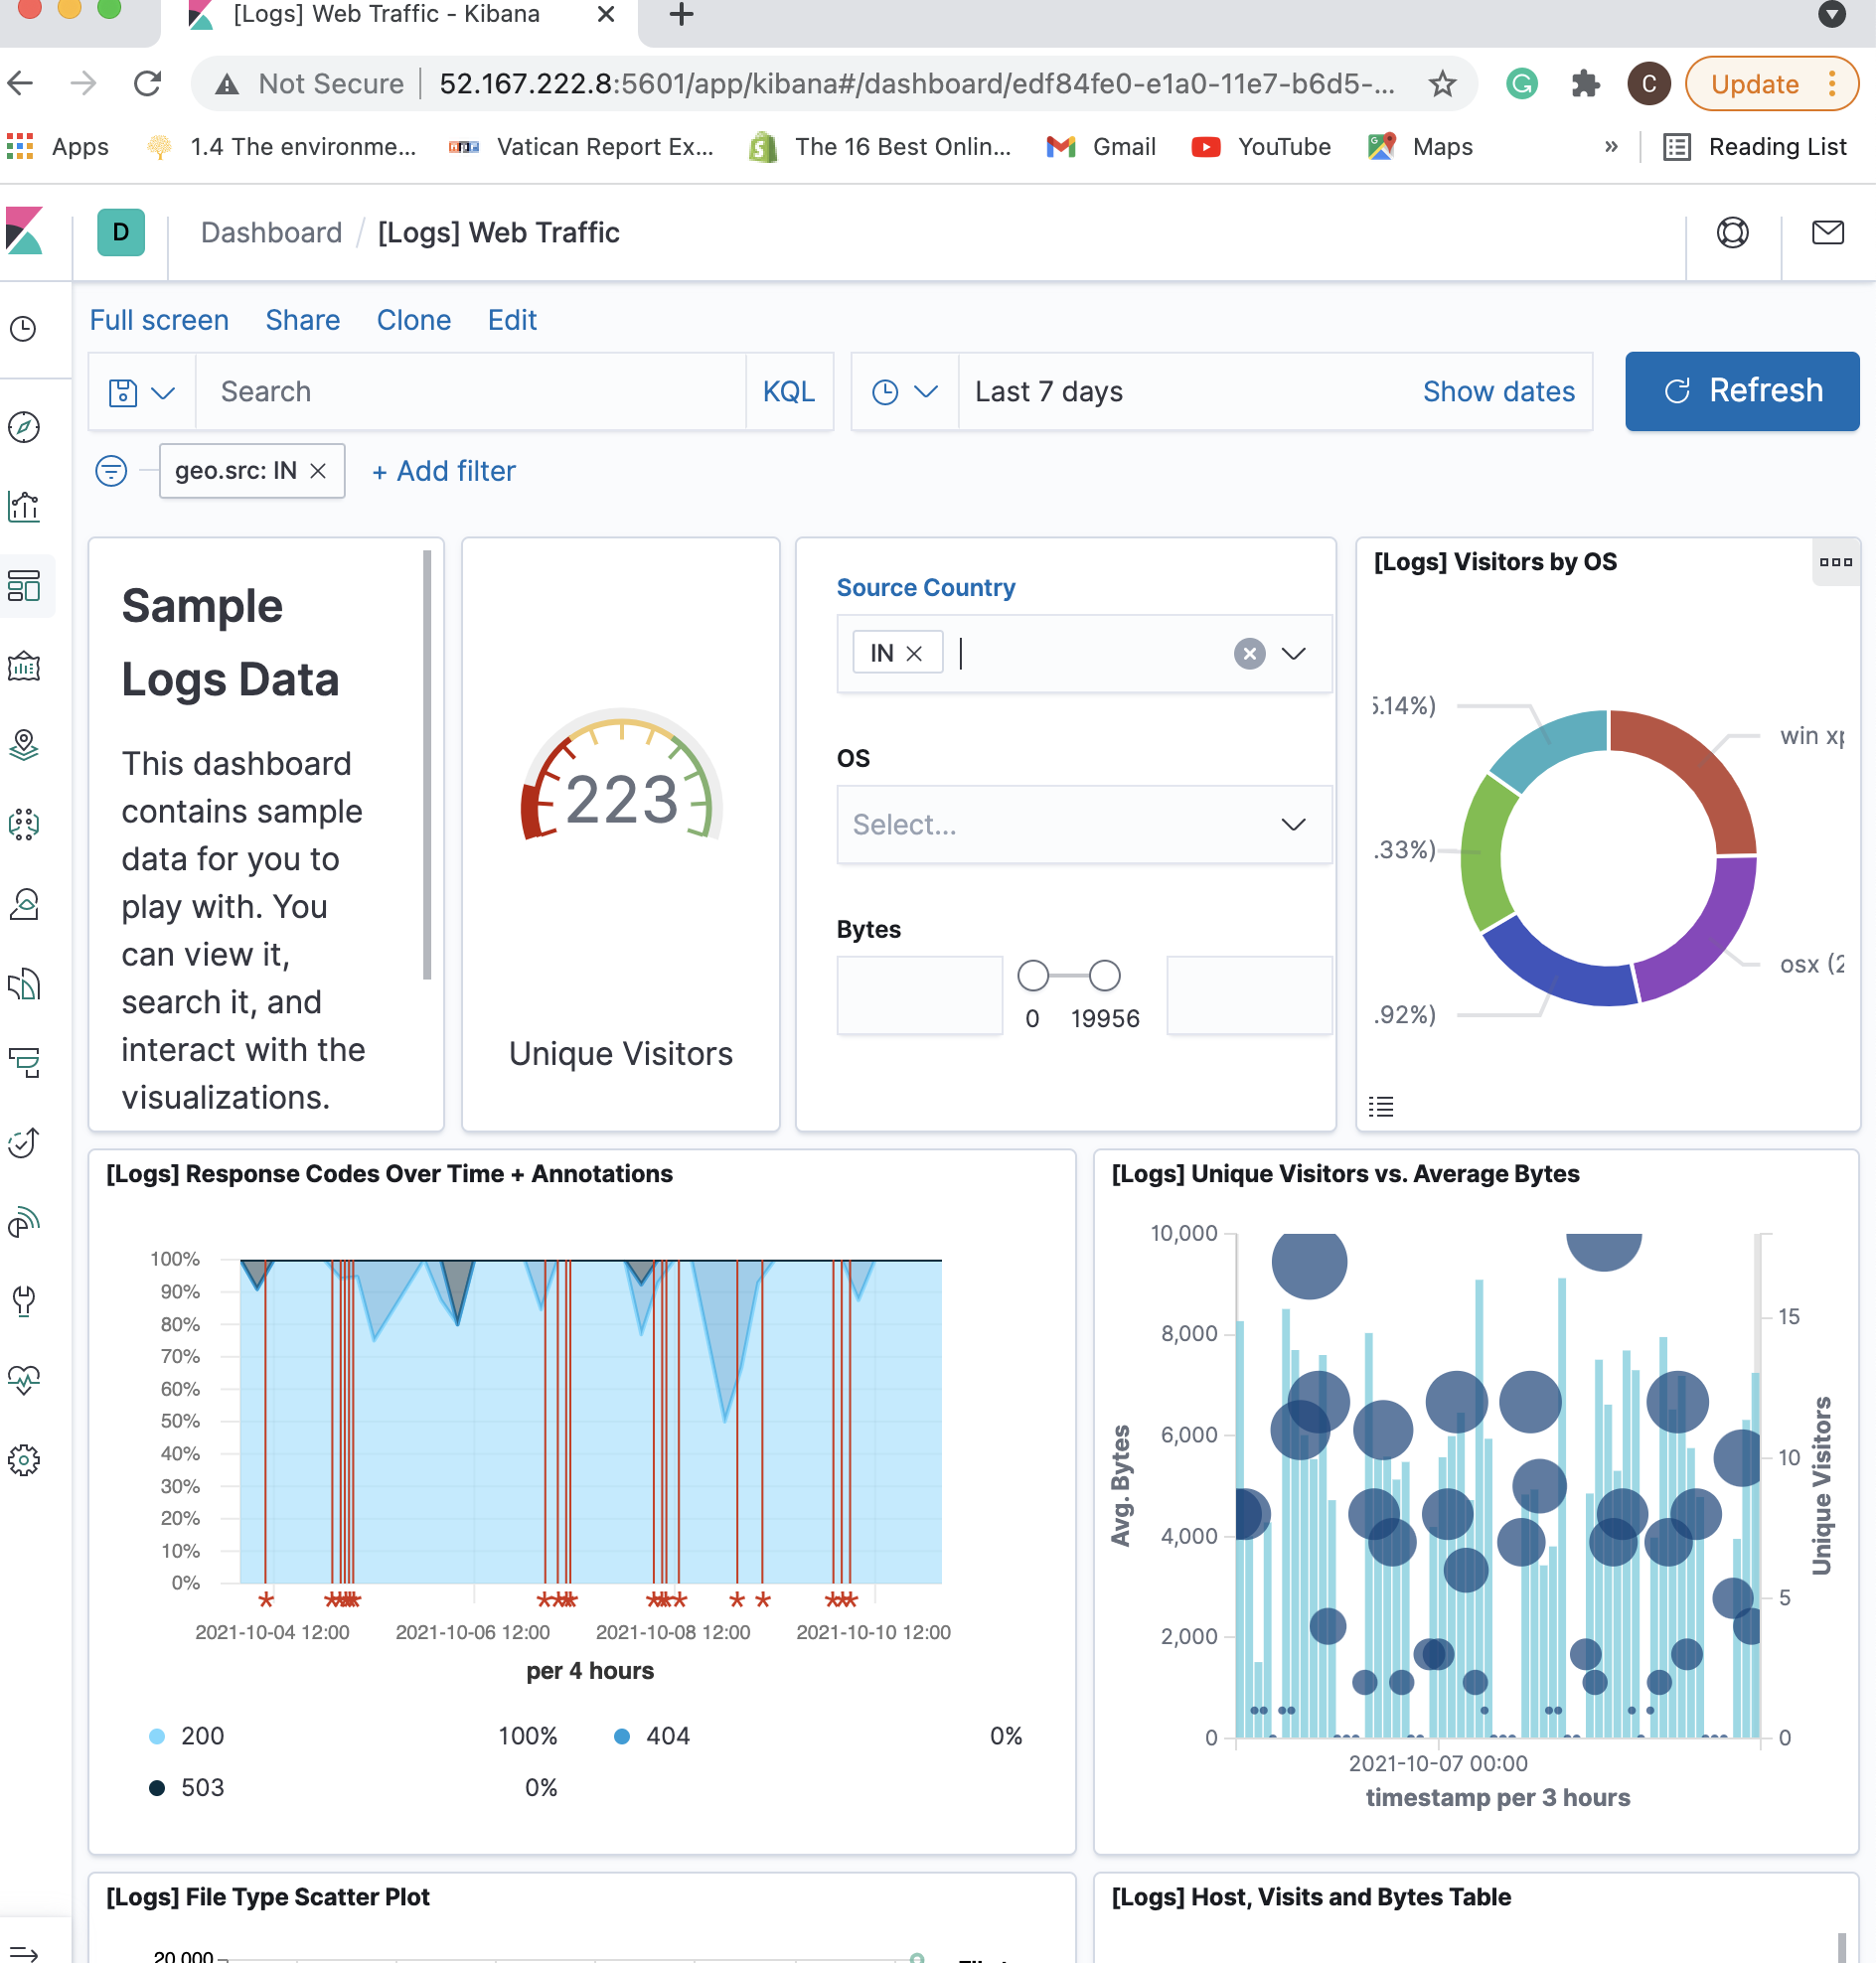 [Logs] Web Traffic - Kibana
Not Secure
52.167.222.8:5601/app/kibana#/dashboard/edf84fe0-e1a0-11e7-b6d5-...
C
Update
Apps
1.4 The environme...
Vatican Report Ex...
The 16 Best Onlin...
Gmail
YouTube
Maps
»
Reading List
D
Dashboard / [Logs] Web Traffic
Full screen
Share
Clone
Edit
Search
KQL
Last 7 days
Show dates
Refresh
geo.src: IN
+ Add filter
Sample
Logs Data
This dashboard
contains sample
data for you to
play with. You
can view it,
search it, and
interact with the
visualizations.
223
Unique Visitors
Source Country
IN
OS
Select...
Bytes
0
19956
[Logs] Visitors by OS
5.14%)
win xp
.33%)
osx (2
.92%)
[Logs] Response Codes Over Time + Annotations
100%
90%
80%
70%
60%
50%
40%
30%
20%
10%
0%
2021-10-04 12:00
2021-10-06 12:00
2021-10-08 12:00
2021-10-10 12:00
per 4 hours
200
100%
404
0%
503
0%
[Logs] Unique Visitors vs. Average Bytes
10,000
8,000
6,000
4,000
2,000
0
Avg. Bytes
15
10
5
0
Unique Visitors
2021-10-07 00:00
timestamp per 3 hours
[Logs] File Type Scatter Plot
20,000
[Logs] Host, Visits and Bytes Table